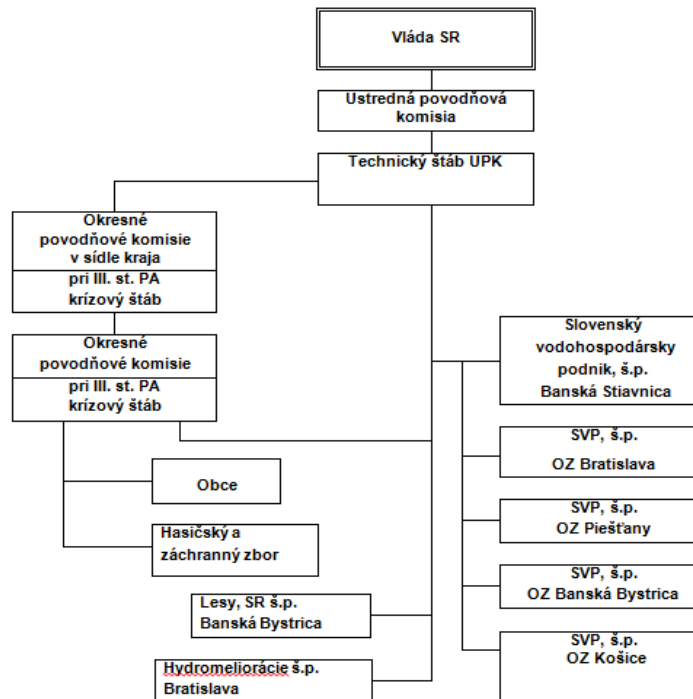 Vláda SR
Ustredná povodňová
komisia
Technický štáb UPK
Okresné
povodňové komisie
v sídle kraja
pri III. st. PA
krízový štáb
Okresné
povodňové komisie
pri III. st. PA
krízový štáb
Obce
Hasičský a
záchranný zbor
Lesy, SR š.p.
Banská Bystrica
Hydromeliorácie š.p.
Bratislava
Slovenský
vodohospodársky
podnik, š.p.
Banská Stiavnica
SVP, š.p.
OZ Bratislava
SVP, š.p.
OZ Piešťany
SVP, š.p.
OZ Banská Bystrica
SVP, š.p.
OZ Košice